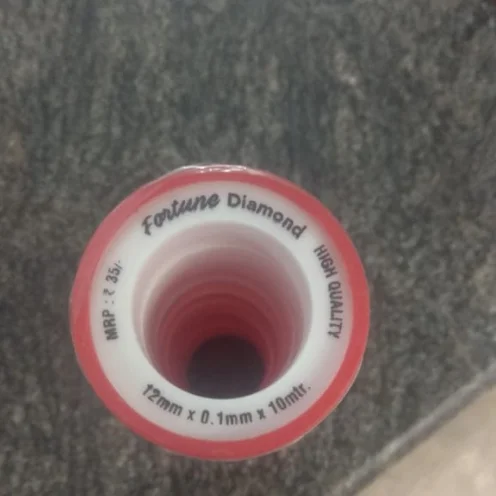 Fortune Diamond
HIGH QUALITY
12mm x 0.1mm x 10mtr.
MRP : ₹ 35/-